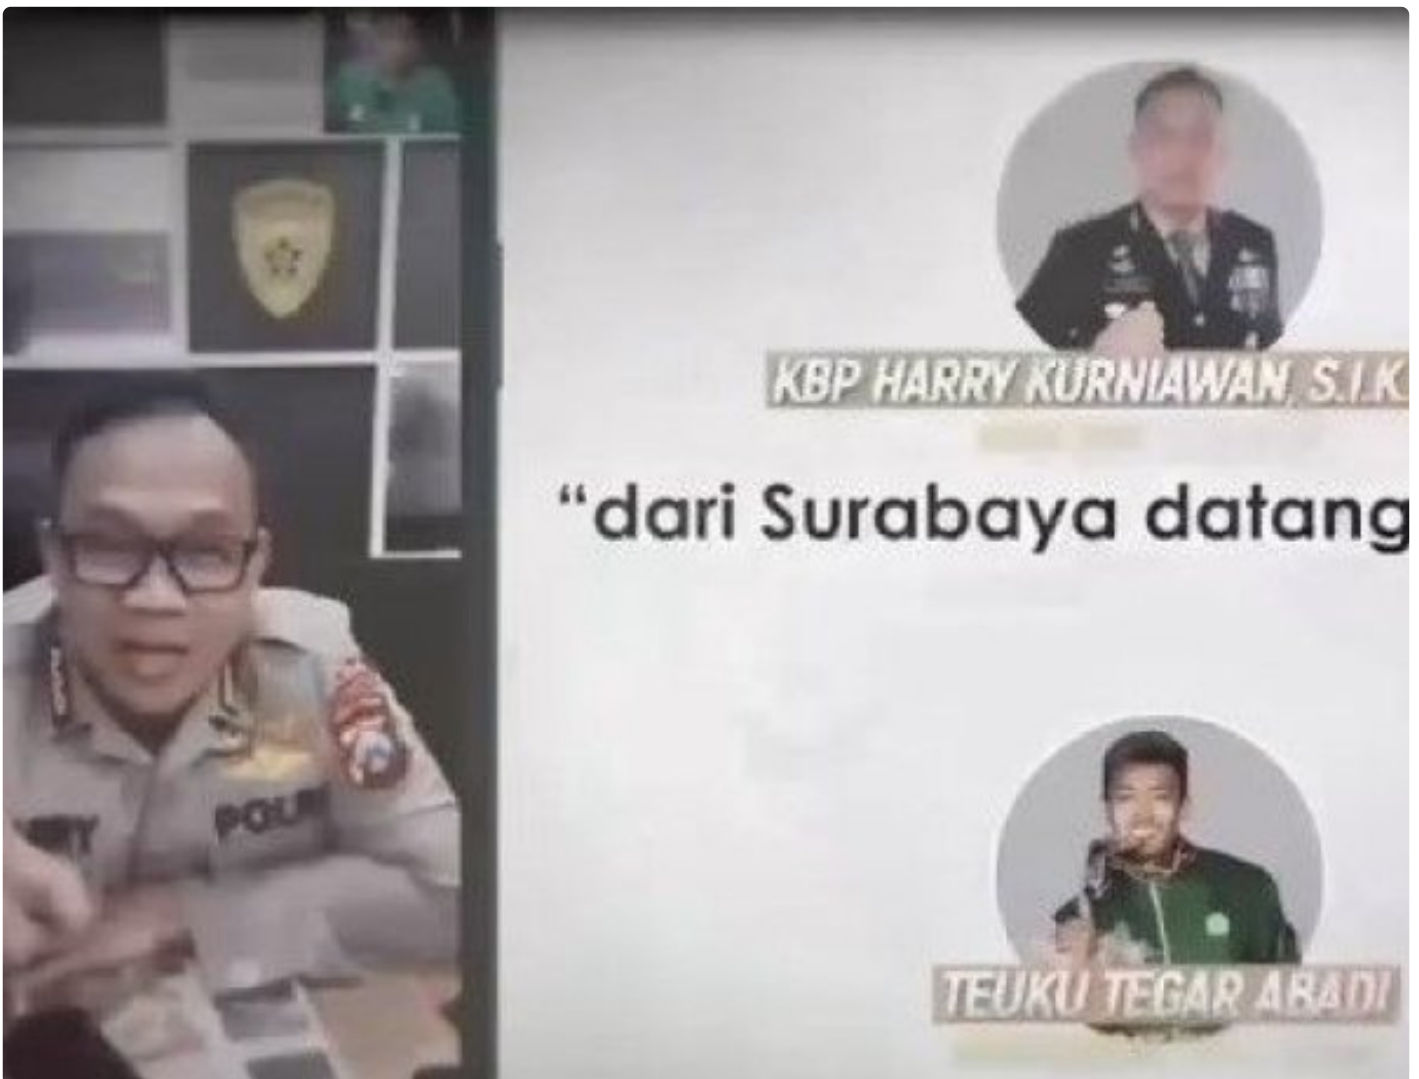 KBP HARRY KURNIAWAN, S.I.K.
“dari Surabaya datang
TEUKU TEGAR ABADI
POLRI